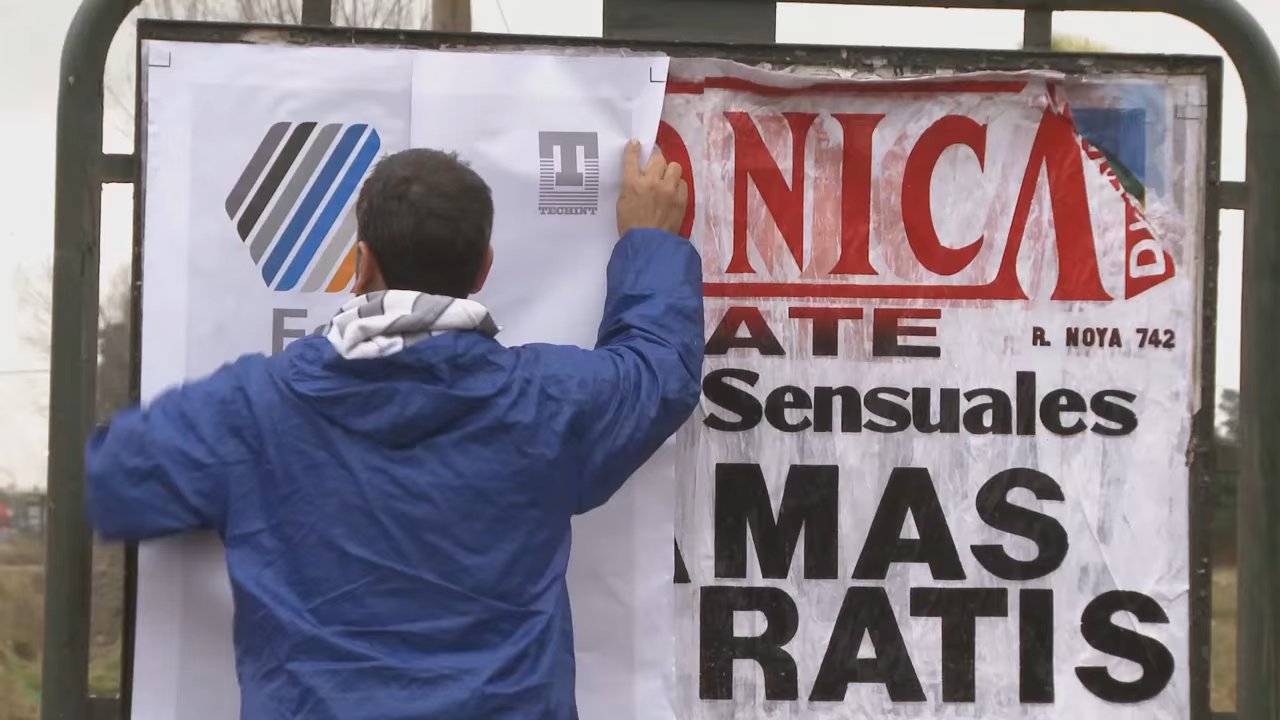 TECHINT
ONICA
ATE
R. NOYA 742
Sensuales
MAS
RATIS